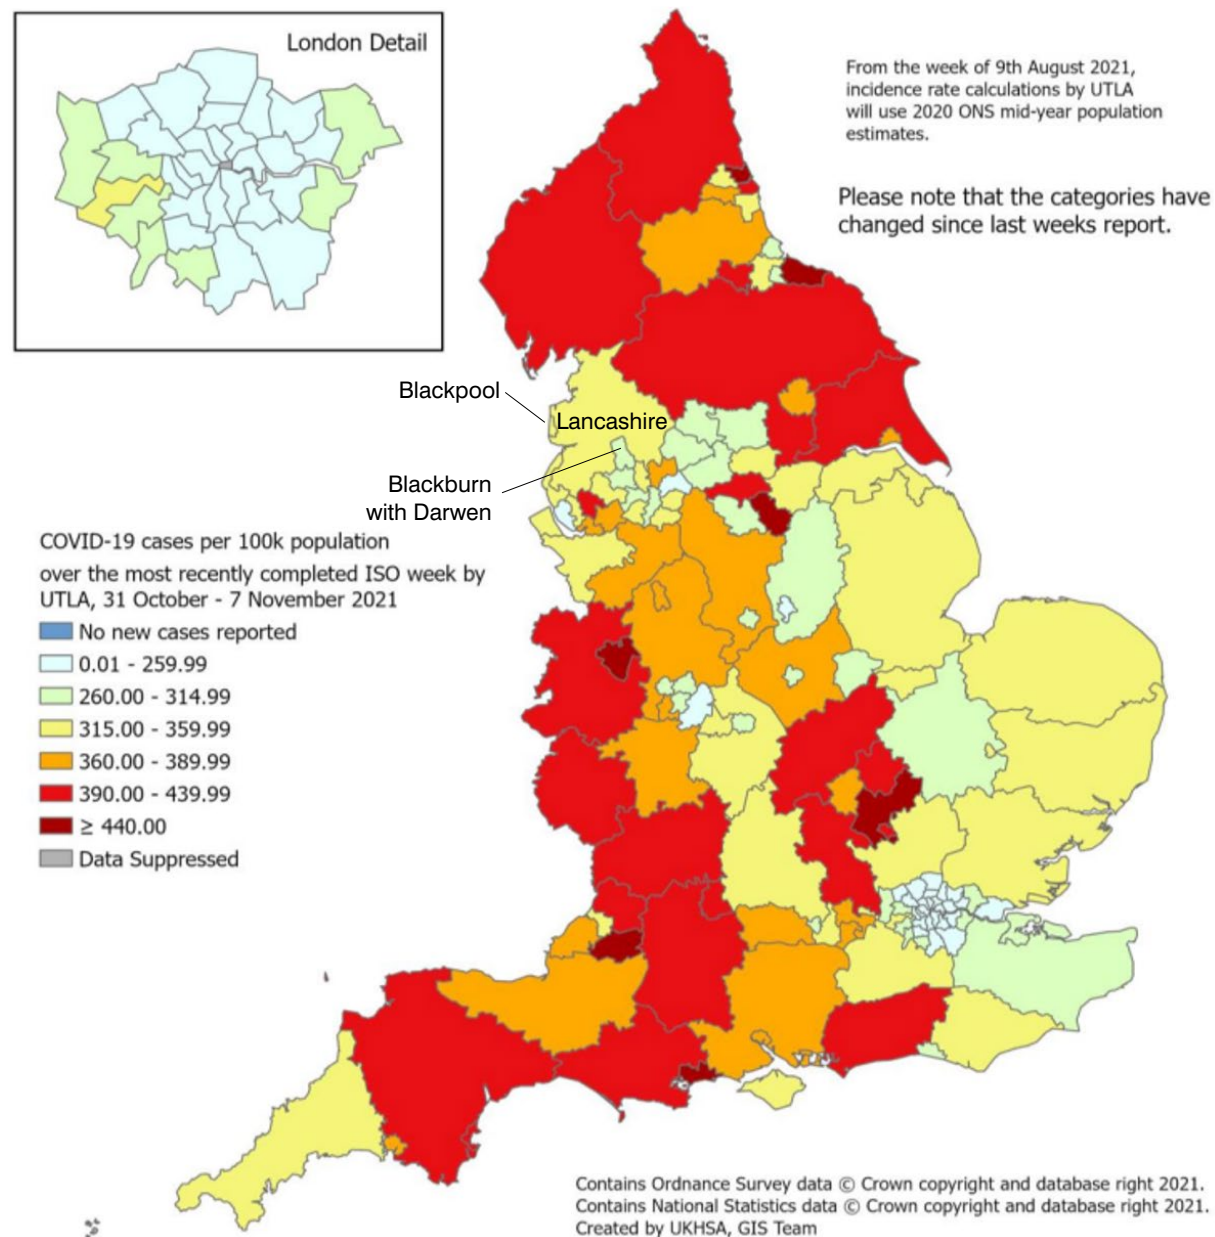 London Detail
From the week of 9th August 2021,
incidence rate calculations by UTLA
will use 2020 ONS mid-year population
estimates.
Please note that the categories have
changed since last weeks report.
Blackpool
Lancashire
Blackburn
with Darwen
COVID-19 cases per 100k population
over the most recently completed ISO week by
UTLA, 31 October - 7 November 2021
No new cases reported
0.01 - 259.99
260.00 - 314.99
315.00 - 359.99
360.00 - 389.99
390.00 - 439.99
≥ 440.00
Data Suppressed
Contains Ordnance Survey data © Crown copyright and database right 2021.
Contains National Statistics data © Crown copyright and database right 2021.
Created by UKHSA, GIS Team